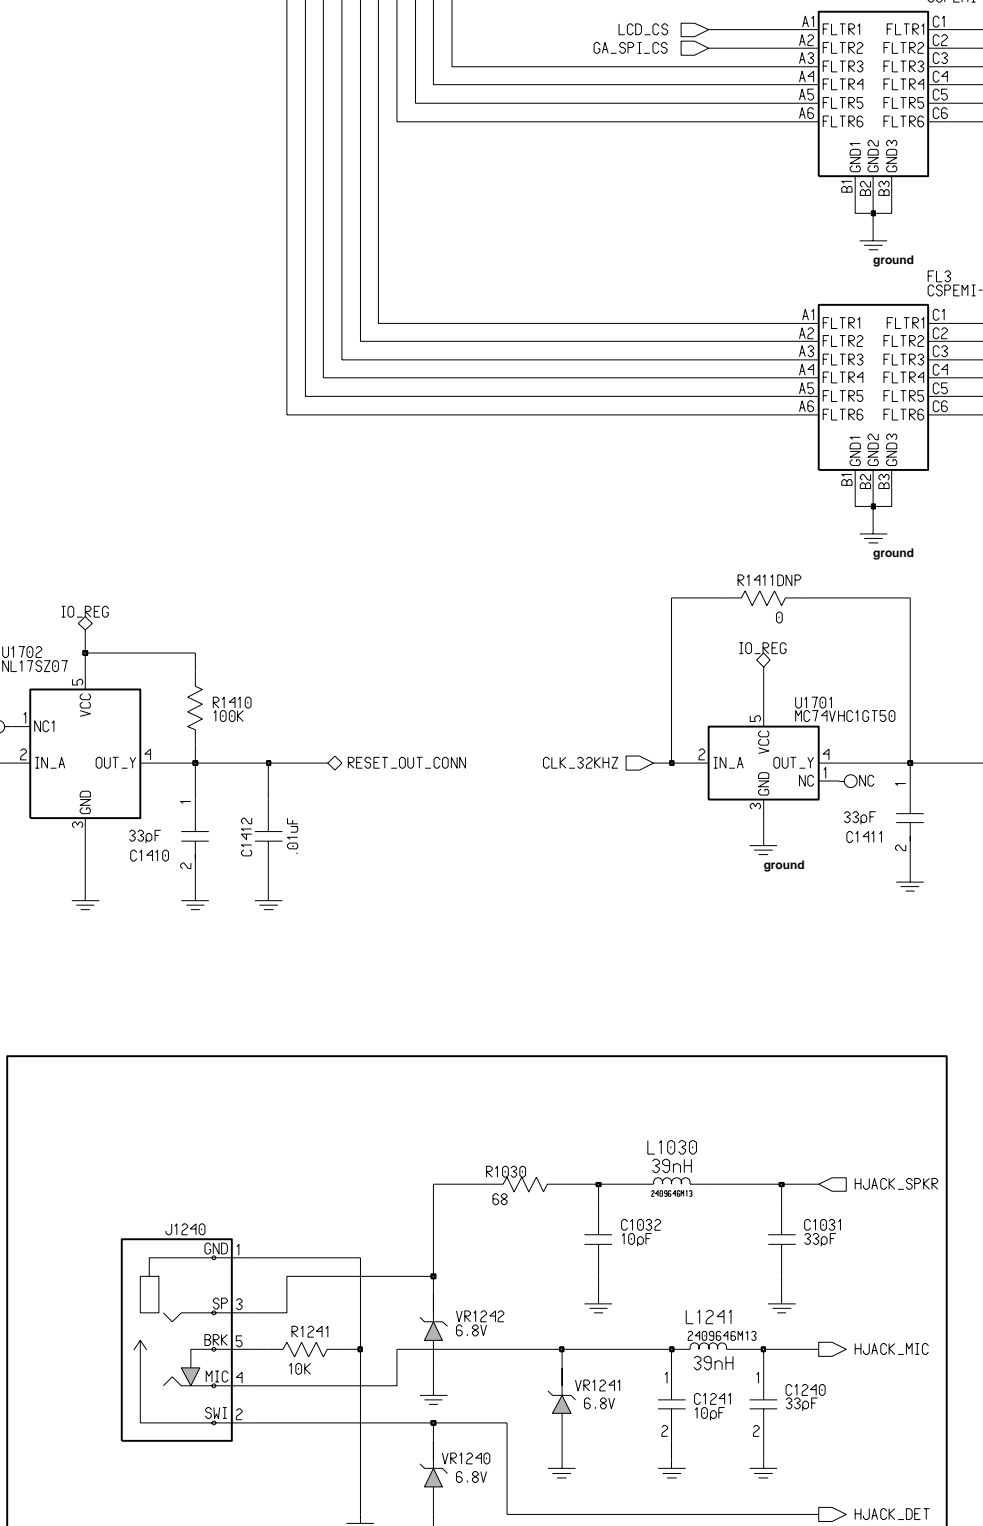 LCD_CS
GA_SPI_CS
A1 FLTR1 FLTR1 C1
A2 FLTR2 FLTR2 C2
A3 FLTR3 FLTR3 C3
A4 FLTR4 FLTR4 C4
A5 FLTR5 FLTR5 C5
A6 FLTR6 FLTR6 C6
GND1 GND2 GND3
B1 B2 B3
ground
FL3
CSPEMI-
A1 FLTR1 FLTR1 C1
A2 FLTR2 FLTR2 C2
A3 FLTR3 FLTR3 C3
A4 FLTR4 FLTR4 C4
A5 FLTR5 FLTR5 C5
A6 FLTR6 FLTR6 C6
GND1 GND2 GND3
B1 B2 B3
ground
IO_REG
U1702
NL17SZ07
5
VCC
R1410
100K
1 NC1
2 IN_A OUT_Y 4
RESET_OUT_CONN
GND
3
1
33pF
C1410
2
C1412
.01uF
R1411DNP
0
IO_REG
U1701
MC74VHC1GT50
5
VCC
CLK_32KHZ
2 IN_A OUT_Y 4
NC 1 NC
GND
3
ground
1
33pF
C1411
2
L1030
39nH
2409646M13
R1030
68
HJACK_SPKR
C1032
10pF
C1031
33pF
J1240
GND 1
SP 3
BRK 5
MIC 4
SWI 2
R1241
10K
VR1242
6.8V
L1241
2409646M13
39nH
HJACK_MIC
VR1241
6.8V
1
C1241
10pF
2
1
C1240
33pF
2
VR1240
6.8V
HJACK_DET